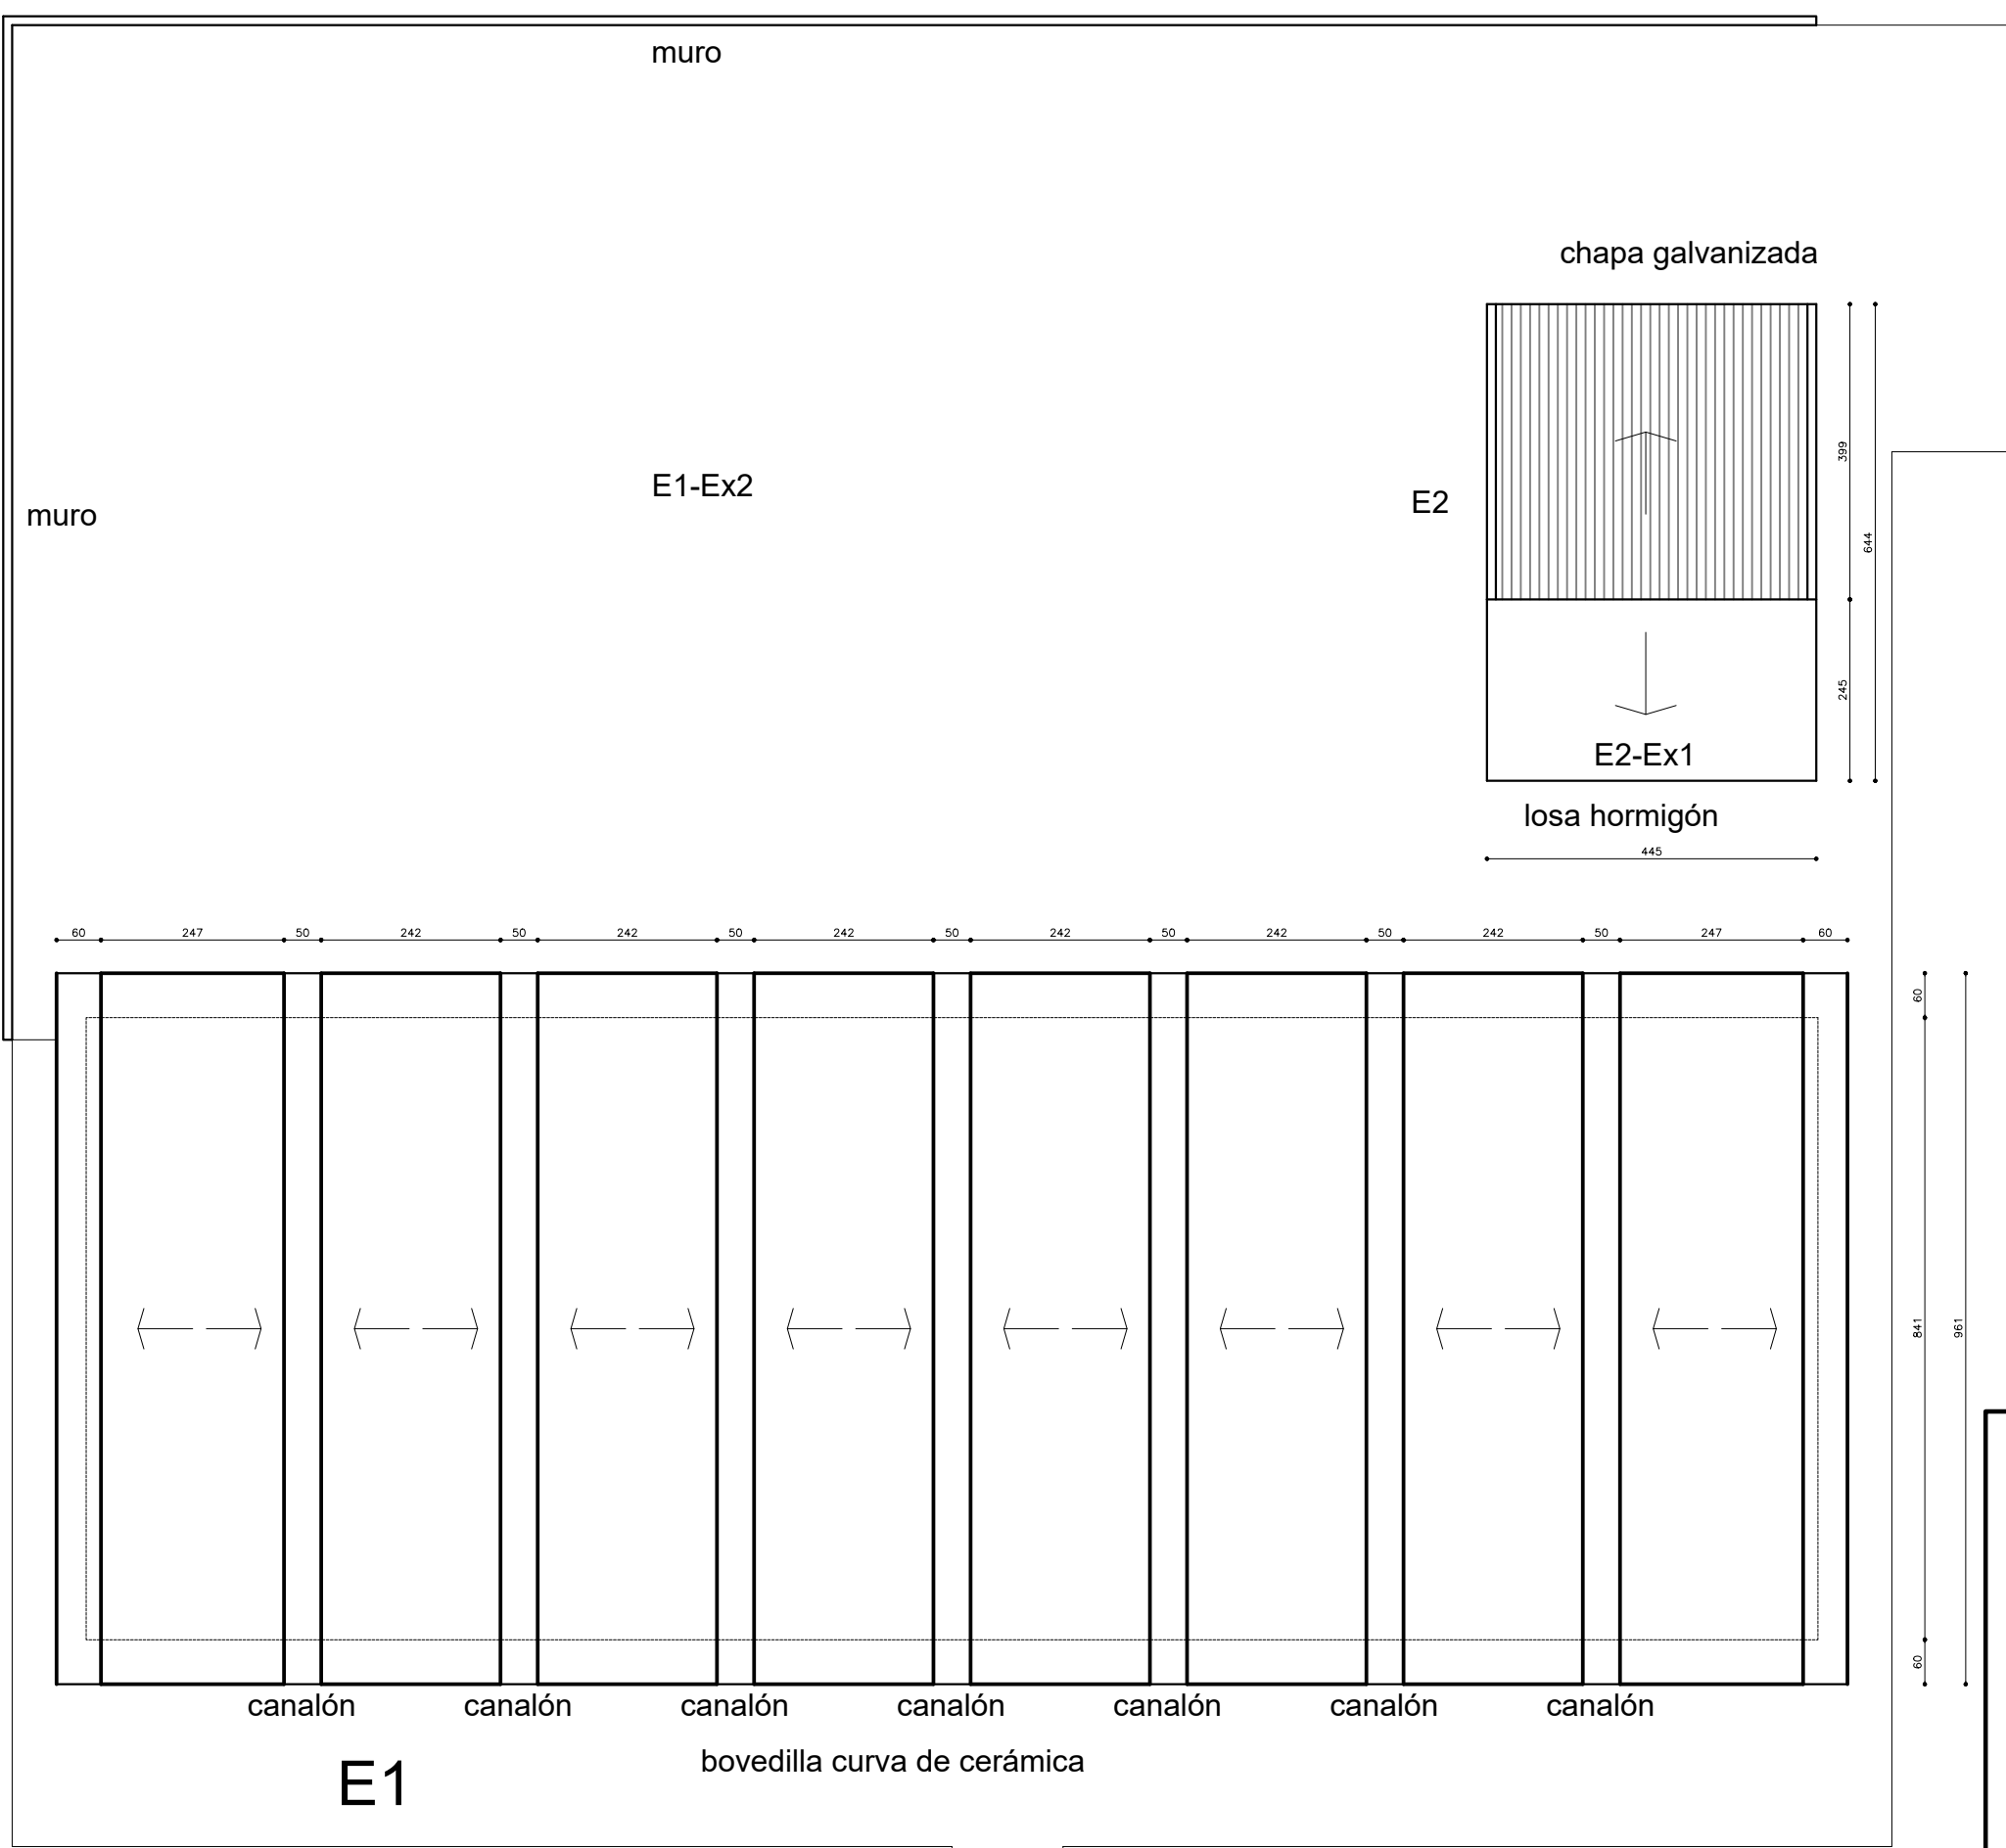 muro
chapa galvanizada
399
E1-Ex2
E2
muro
644
245
E2-Ex1
losa hormigón
445
60 247 50 242 50 242 50 242 50 242 50 242 50 242 50 247 60
60
841
961
60
canalón canalón canalón canalón canalón canalón canalón
bovedilla curva de cerámica
E1